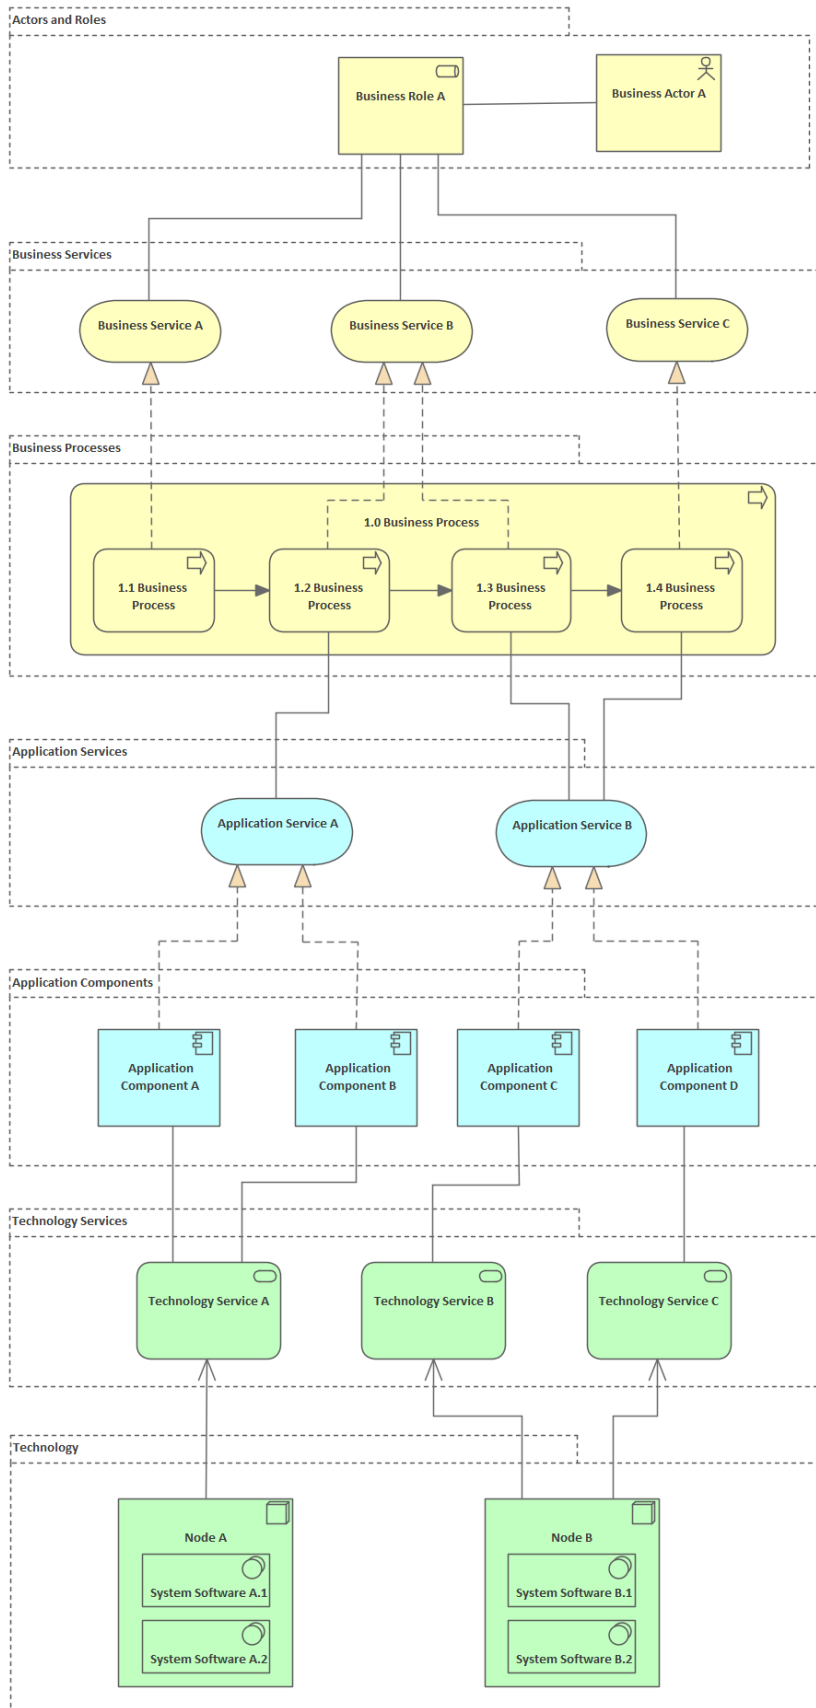 Actors and Roles
Business Role A
Business Actor A
Business Services
Business Service A
Business Service B
Business Service C
Business Processes
1.0 Business Process
1.1 Business
Process
1.2 Business
Process
1.3 Business
Process
1.4 Business
Process
Application Services
Application Service A
Application Service B
Application Components
Application
Component A
Application
Component B
Application
Component C
Application
Component D
Technology Services
Technology Service A
Technology Service B
Technology Service C
Technology
Node A
System Software A.1
System Software A.2
Node B
System Software B.1
System Software B.2